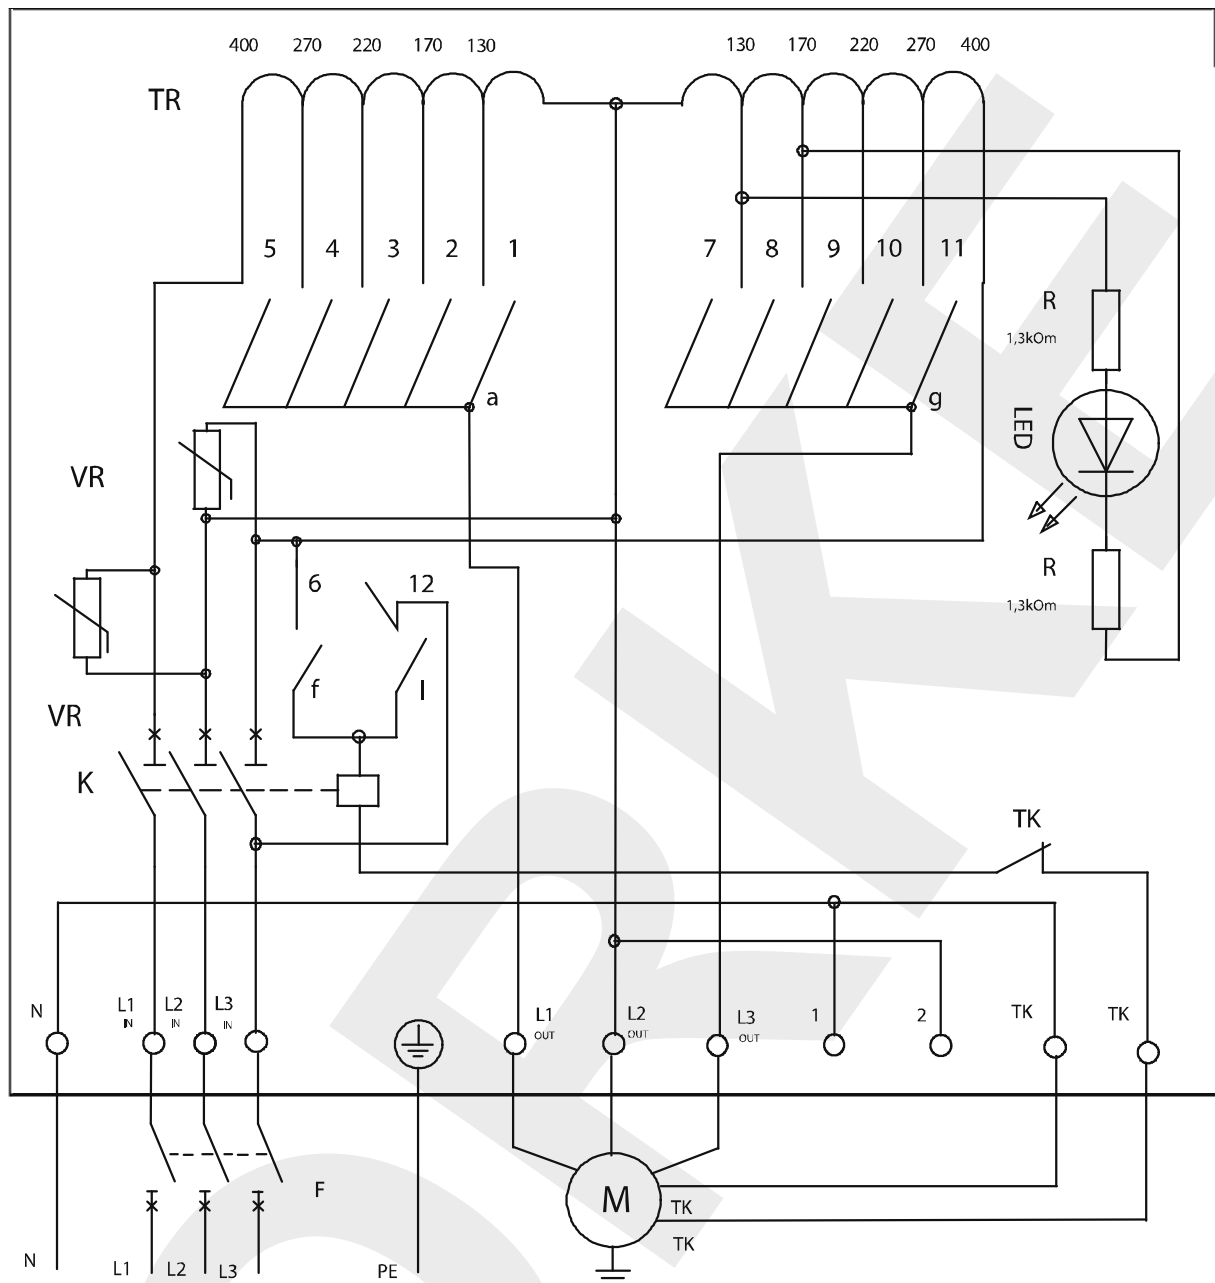 400 270 220 170 130 130 170 220 270 400
TR
5 4 3 2 1 7 8 9 10 11
R
1,3kOm
a g
LED
VR
R
1,3kOm
6 12
f l
VR
K
TK
N L1 IN L2 IN L3 IN L1 OUT L2 OUT L3 OUT 1 2 TK TK
F
M
TK
TK
N L1 L2 L3 PE